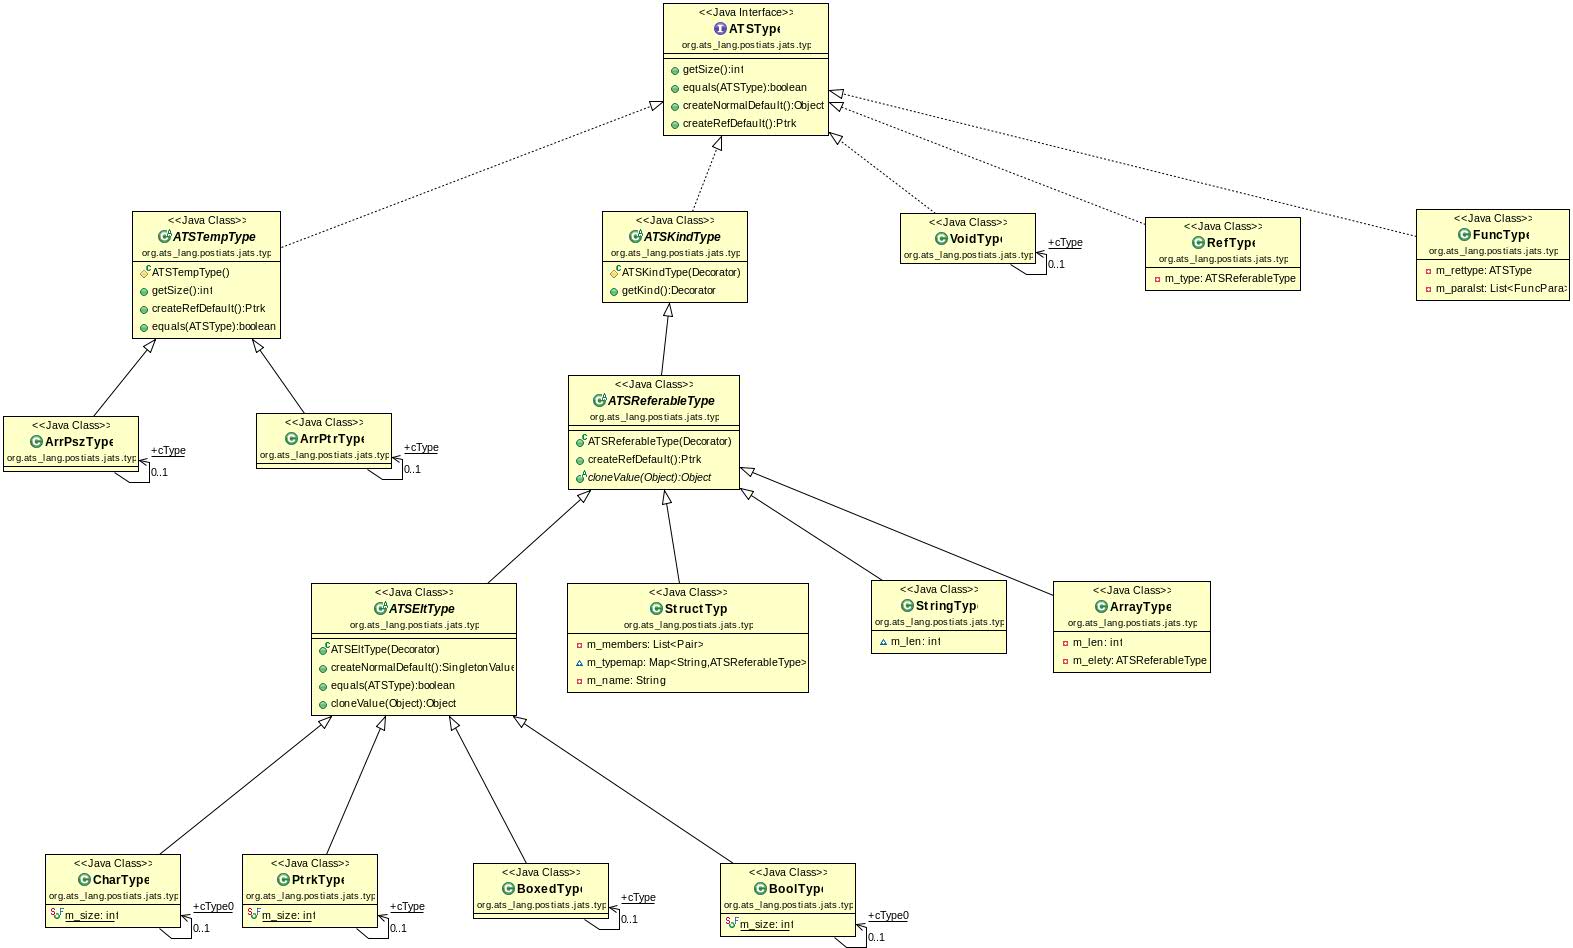 <<Java Interface>>
ATSType
org.ats_lang.postiats.jats.typ
getSize():int
equals(ATSType):boolean
createNormalDefault():Object
createRefDefault():Ptrk
<<Java Class>>
ATSTempType
org.ats_lang.postiats.jats.typ
ATSTempType()
getSize():int
createRefDefault():Ptrk
equals(ATSType):boolean
<<Java Class>>
ATSKindType
org.ats_lang.postiats.jats.typ
ATSKindType(Decorator)
getKind():Decorator
<<Java Class>>
VoidType
org.ats_lang.postiats.jats.typ
+cType
0..1
<<Java Class>>
RefType
org.ats_lang.postiats.jats.typ
m_type: ATSReferableType
<<Java Class>>
FuncType
org.ats_lang.postiats.jats.typ
m_rettype: ATSType
m_paralst: List<FuncPara>
<<Java Class>>
ArrPszType
org.ats_lang.postiats.jats.typ
+cType
0..1
<<Java Class>>
ArrPtrType
org.ats_lang.postiats.jats.typ
+cType
0..1
<<Java Class>>
ATSReferableType
org.ats_lang.postiats.jats.typ
ATSReferableType(Decorator)
createRefDefault():Ptrk
cloneValue(Object):Object
<<Java Class>>
ATSEltType
org.ats_lang.postiats.jats.typ
ATSEltType(Decorator)
createNormalDefault():SingletonValue
equals(ATSType):boolean
cloneValue(Object):Object
<<Java Class>>
StructTyp
org.ats_lang.postiats.jats.typ
m_members: List<Pair>
m_typemap: Map<String,ATSReferableType>
m_name: String
<<Java Class>>
StringTyp
org.ats_lang.postiats.jats.typ
m_len: int
<<Java Class>>
ArrayType
org.ats_lang.postiats.jats.typ
m_len: int
m_elety: ATSReferableType
<<Java Class>>
CharType
org.ats_lang.postiats.jats.typ
m_size: int
+cType0
0..1
<<Java Class>>
PtrkType
org.ats_lang.postiats.jats.typ
m_size: int
+cType
0..1
<<Java Class>>
BoxedType
org.ats_lang.postiats.jats.typ
+cType
0..1
<<Java Class>>
BoolType
org.ats_lang.postiats.jats.typ
m_size: int
+cType0
0..1